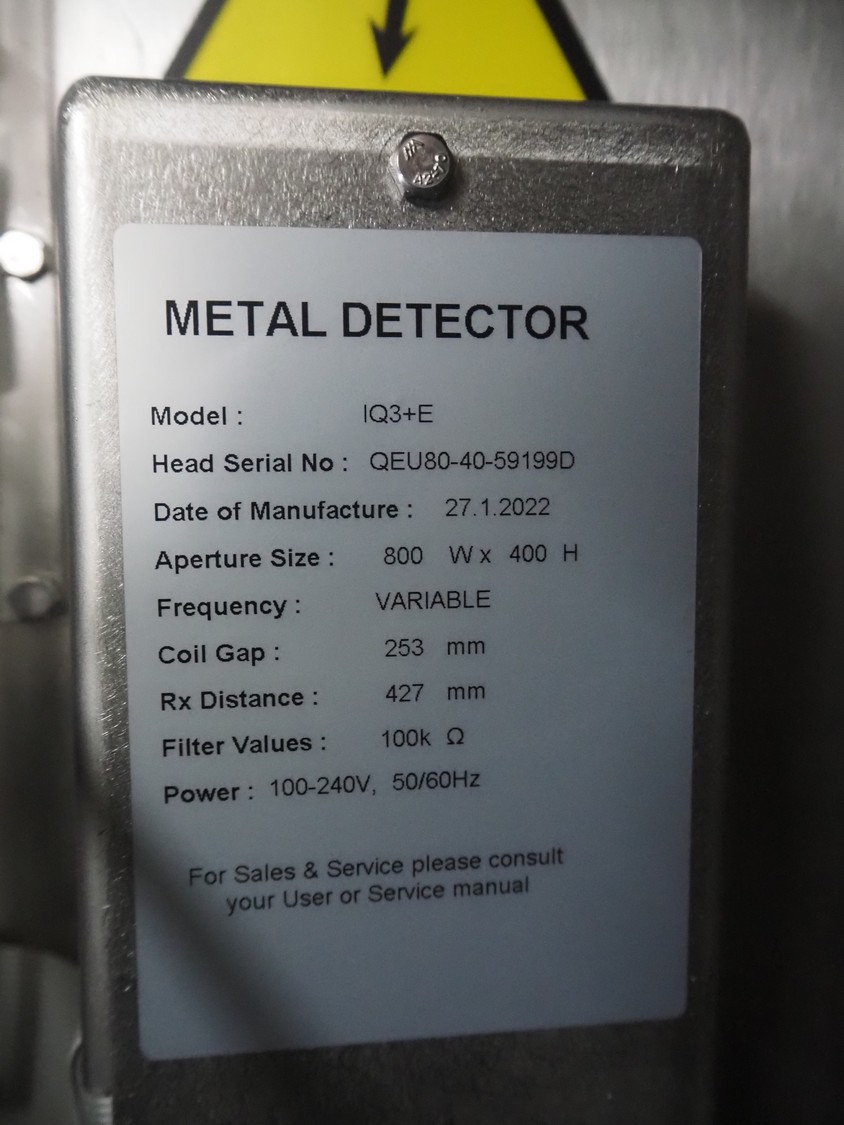 METAL DETECTOR
Model : IQ3+E
Head Serial No : QEU80-40-59199D
Date of Manufacture : 27.1.2022
Aperture Size : 800 W x 400 H
Frequency : VARIABLE
Coil Gap : 253 mm
Rx Distance : 427 mm
Filter Values : 100k Ω
Power : 100-240V, 50/60Hz
For Sales & Service please consult
your User or Service manual